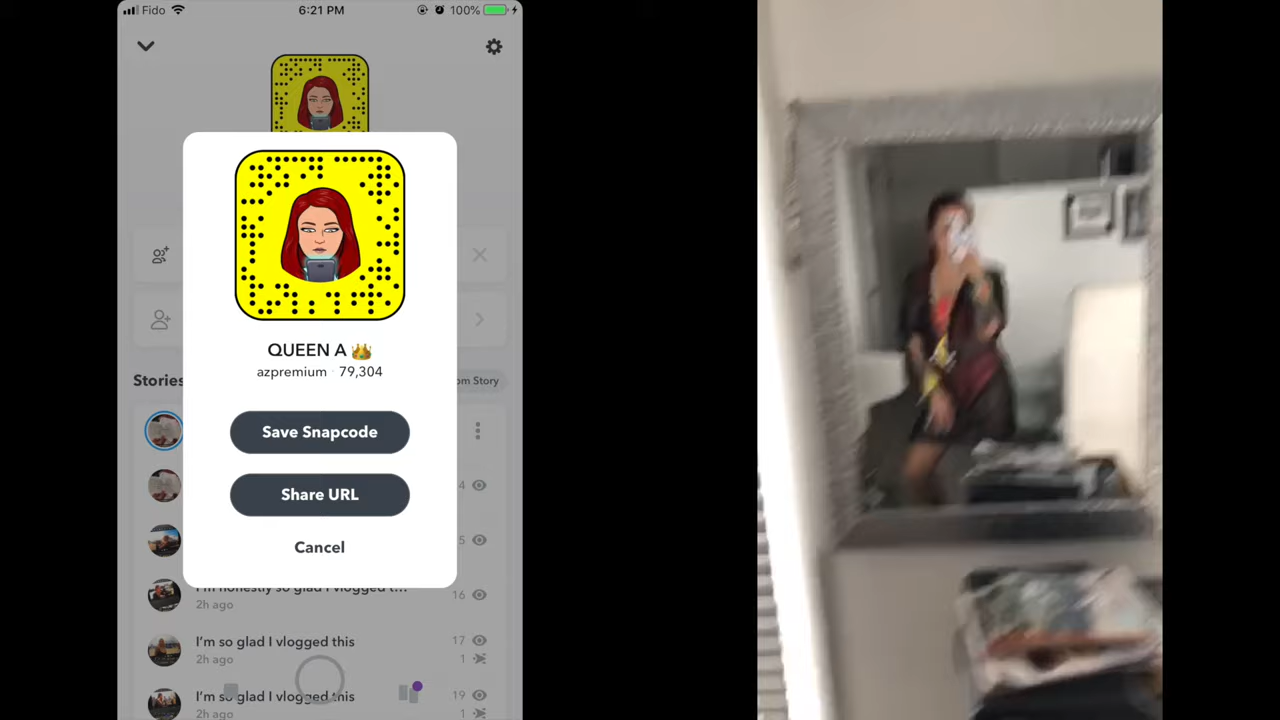 Fido 6:21 PM 100%
QUEEN A 👑
azpremium · 79,304
Save Snapcode
Share URL
Cancel
Stories
om Story
4
5
I'm honestly so glad I vlogged t...
2h ago
16
I'm so glad I vlogged this
2h ago
17
1
I'm so glad I vlogged this
2h ago
19
1